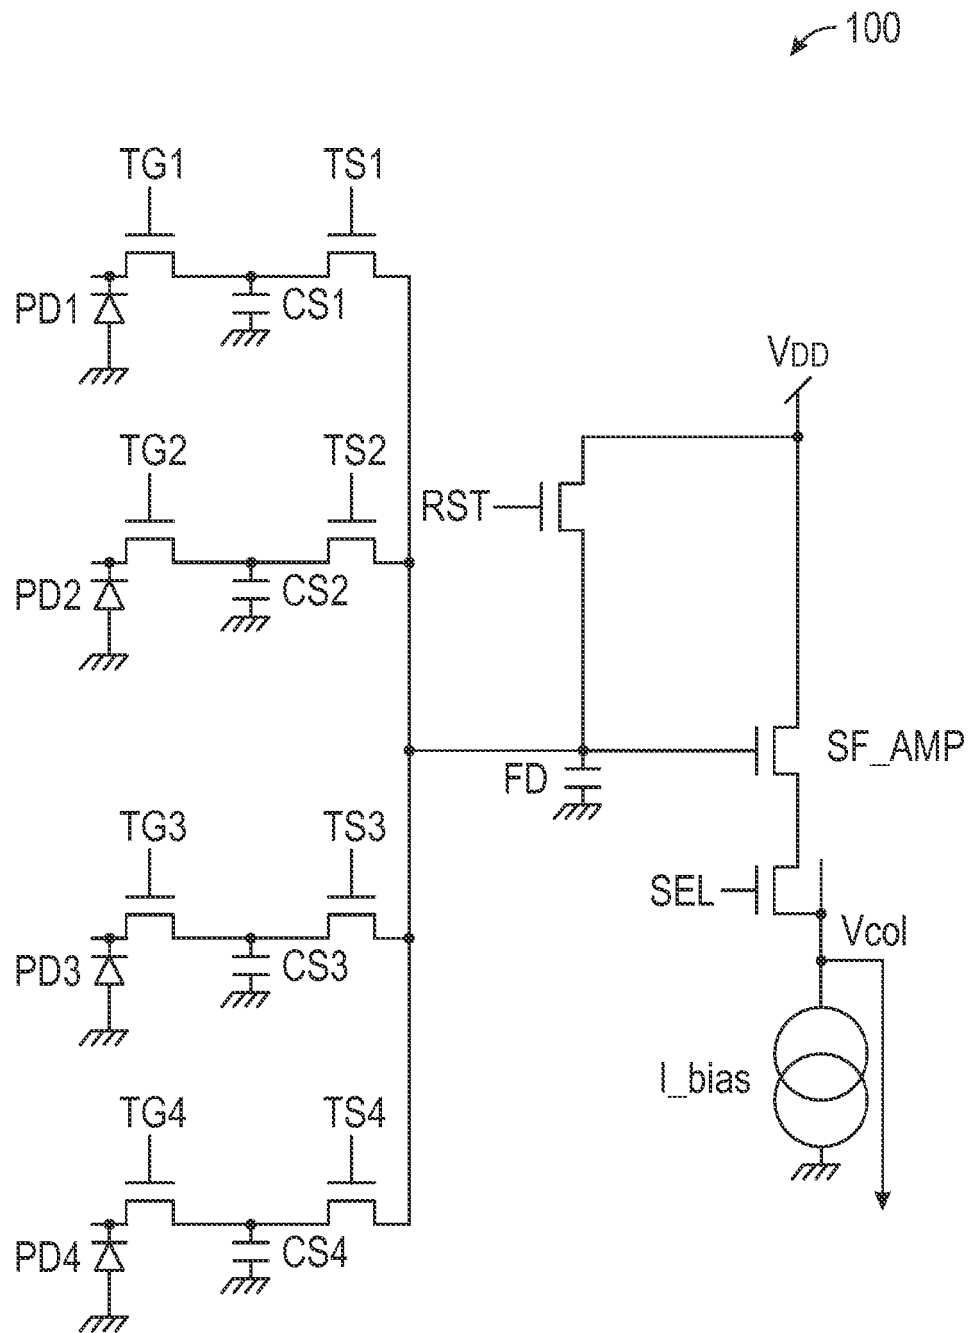 100
TG1 TS1
PD1 CS1
VDD
TG2 TS2
RST
PD2 CS2
SF_AMP
FD
TG3 TS3
SEL
Vcol
PD3 CS3
I_bias
TG4 TS4
PD4 CS4